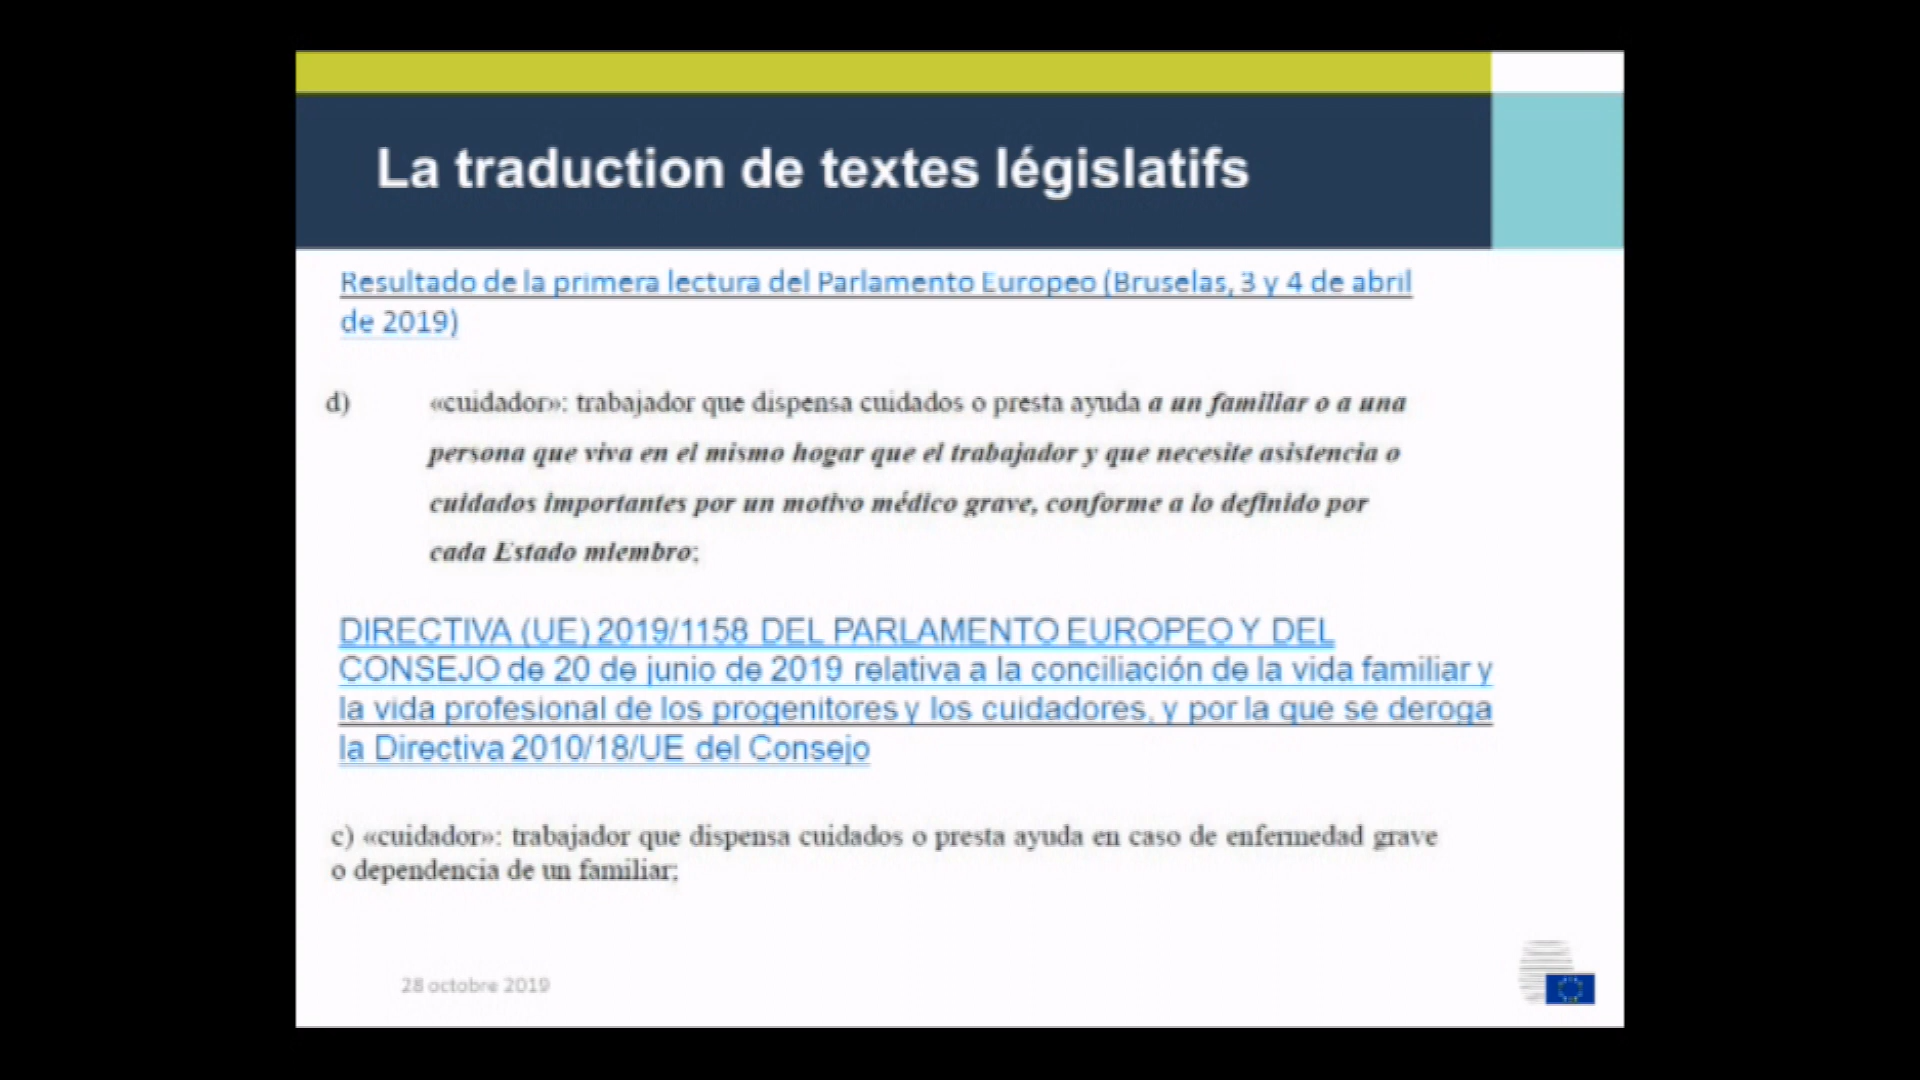 La traduction de textes législatifs
Resultado de la primera lectura del Parlamento Europeo (Bruselas, 3 y 4 de abril
de 2019)
d) «cuidador»: trabajador que dispensa cuidados o presta ayuda a un familiar o a una
persona que viva en el mismo hogar que el trabajador y que necesite asistencia o
cuidados importantes por un motivo médico grave, conforme a lo definido por
cada Estado miembro;
DIRECTIVA (UE) 2019/1158 DEL PARLAMENTO EUROPEO Y DEL
CONSEJO de 20 de junio de 2019 relativa a la conciliación de la vida familiar y
la vida profesional de los progenitores y los cuidadores, y por la que se deroga
la Directiva 2010/18/UE del Consejo
c) «cuidador»: trabajador que dispensa cuidados o presta ayuda en caso de enfermedad grave
o dependencia de un familiar;
28 octobre 2019